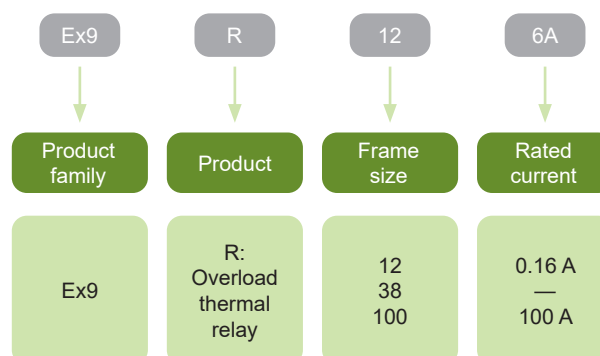 Ex9 R 12 6A
Product
family
Product
Frame
size
Rated
current
Ex9
R:
Overload
thermal
relay
12
38
100
0.16 A
—
100 A